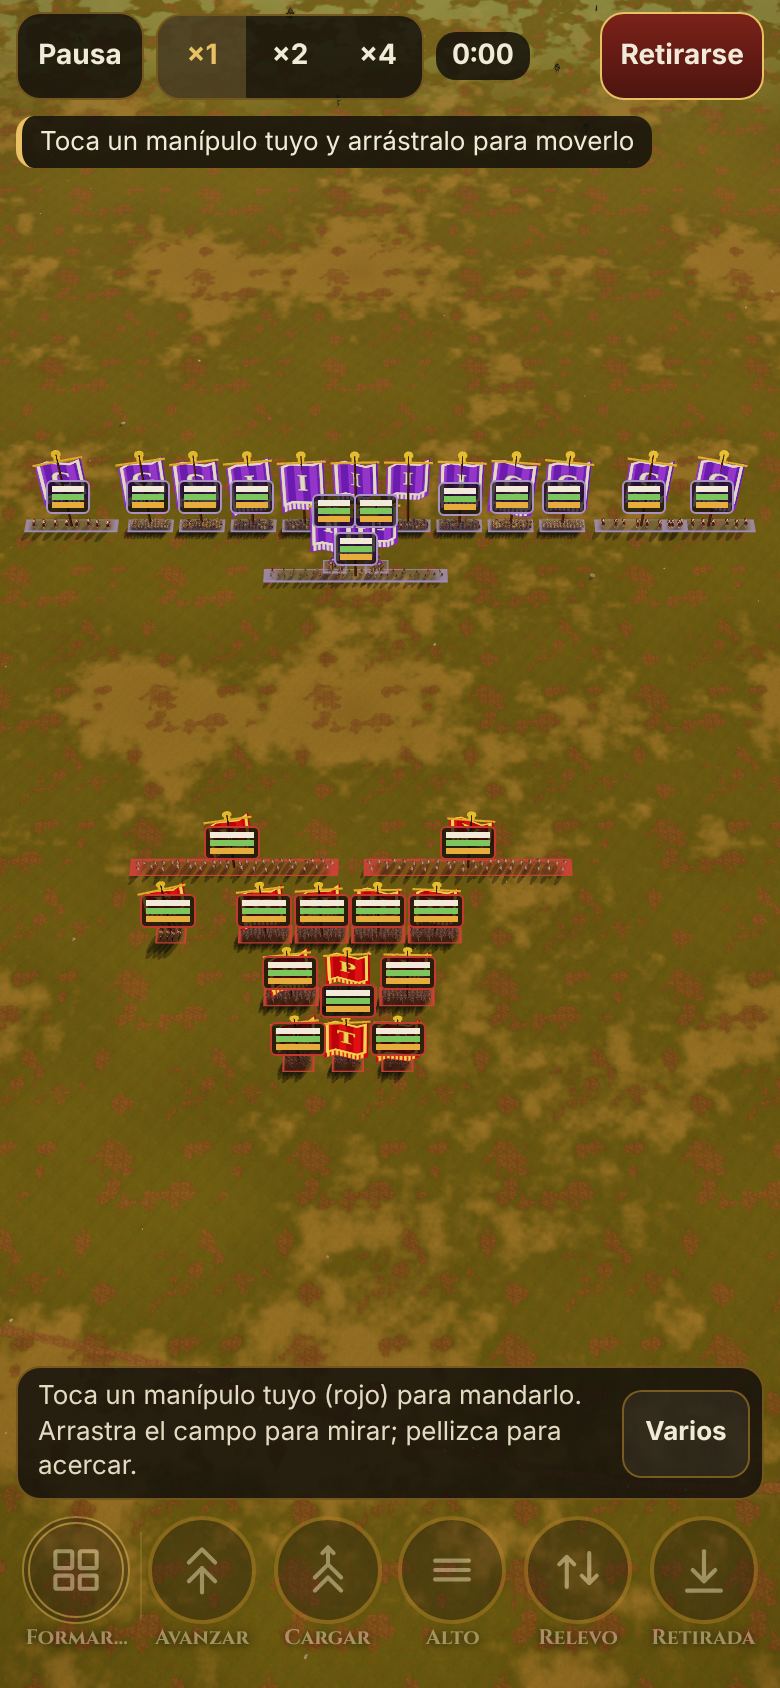 Pausa
×1
×2
×4
0:00
Retirarse
Toca un manípulo tuyo y arrástralo para moverlo
I
I
I
P
T
Toca un manípulo tuyo (rojo) para mandarlo.
Arrastra el campo para mirar; pellizca para
acercar.
Varios
FORMAR...
AVANZAR
CARGAR
ALTO
RELEVO
RETIRADA